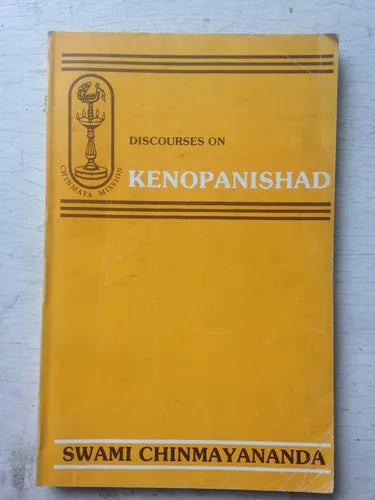 CHINMAYA MISSION
DISCOURSES ON
KENOPANISHAD
SWAMI CHINMAYANANDA